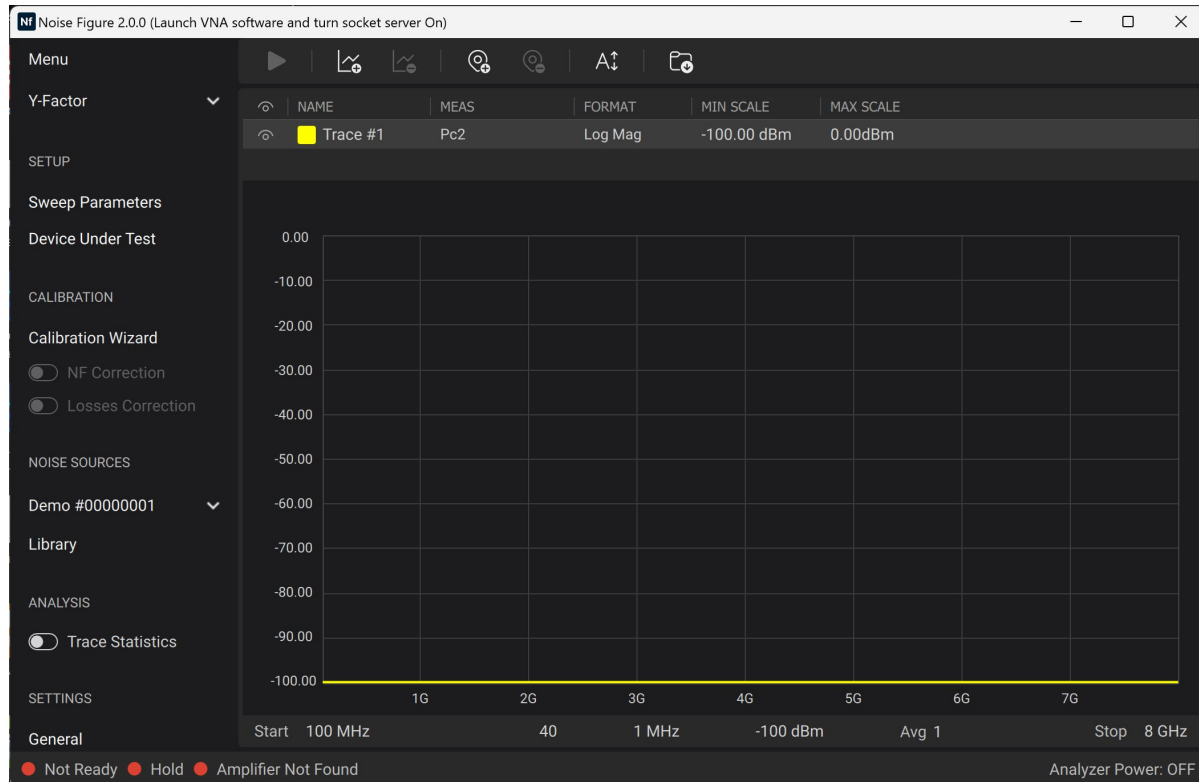 Nf Noise Figure 2.0.0 (Launch VNA software and turn socket server On)
Menu
Y-Factor
SETUP
Sweep Parameters
Device Under Test
CALIBRATION
Calibration Wizard
NF Correction
Losses Correction
NOISE SOURCES
Demo #00000001
Library
ANALYSIS
Trace Statistics
SETTINGS
General
A
NAME MEAS FORMAT MIN SCALE MAX SCALE
Trace #1 Pc2 Log Mag -100.00 dBm 0.00dBm
0.00
-10.00
-20.00
-30.00
-40.00
-50.00
-60.00
-70.00
-80.00
-90.00
-100.00
1G 2G 3G 4G 5G 6G 7G
Start 100 MHz 40 1 MHz -100 dBm Avg 1 Stop 8 GHz
Not Ready Hold Amplifier Not Found Analyzer Power: OFF